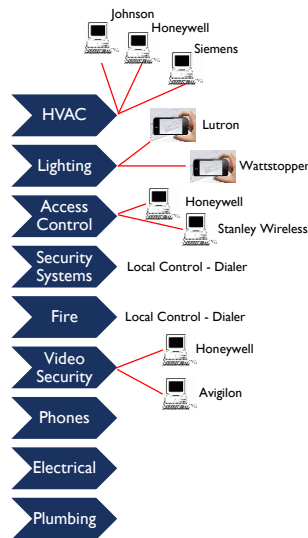 Johnson
Honeywell
Siemens
HVAC
Lutron
Lighting
Wattstopper
Access
Control
Honeywell
Stanley Wireless
Security
Systems
Local Control - Dialer
Fire
Local Control - Dialer
Video
Security
Honeywell
Avigilon
Phones
Electrical
Plumbing